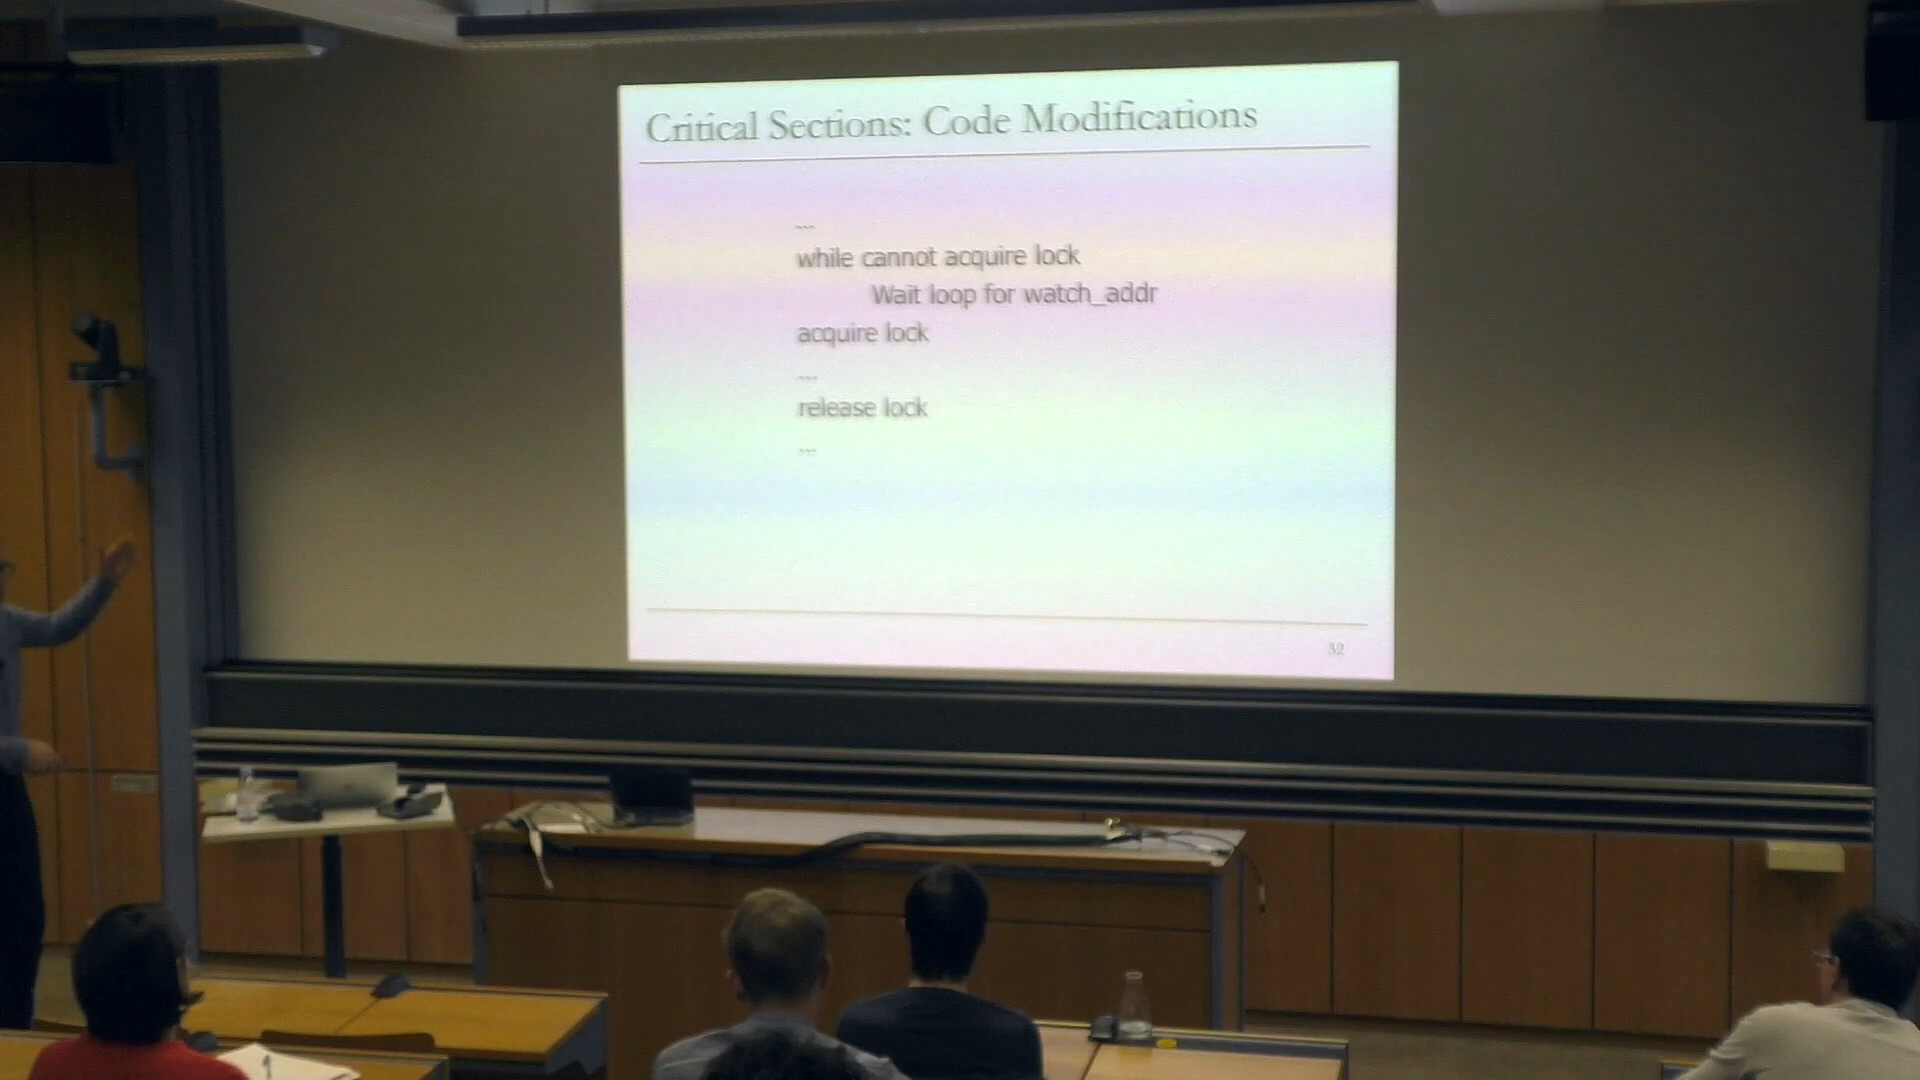 Critical Sections: Code Modifications
...
while cannot acquire lock
Wait loop for watch_addr
acquire lock
...
release lock
...
32